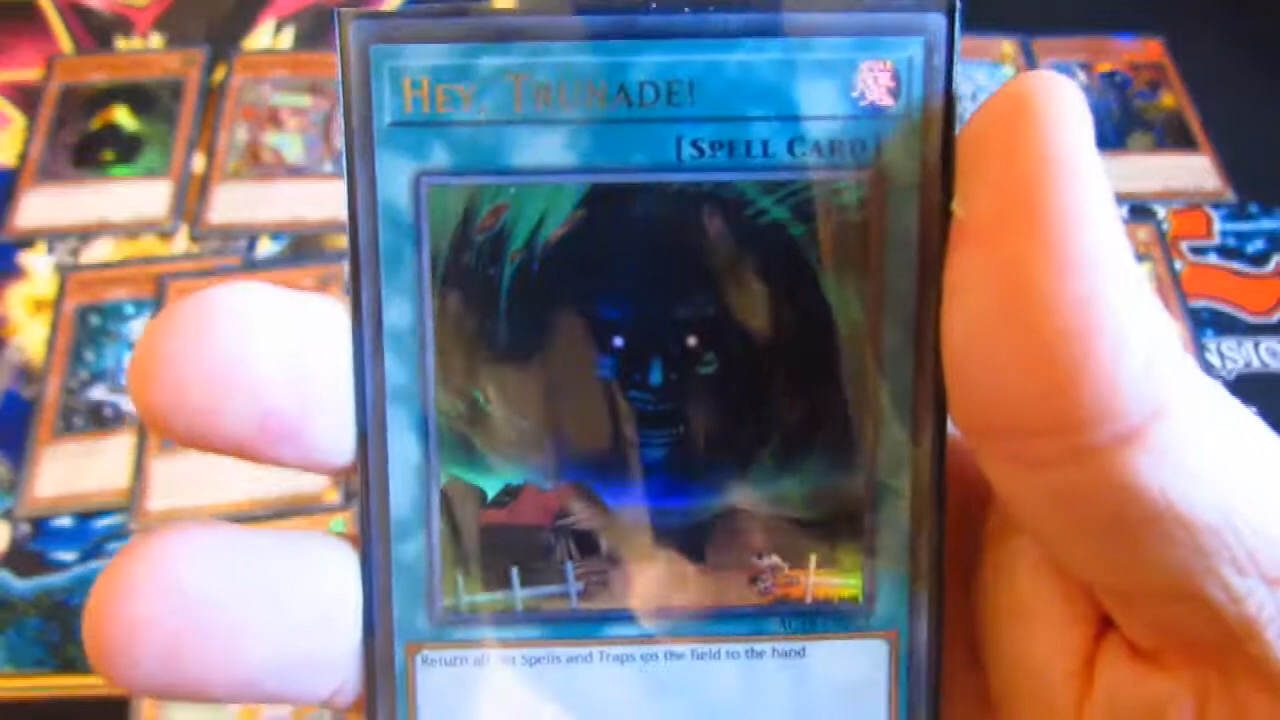 HEY, TRUNADE!
[SPELL CARD]
Return all Set Spells and Traps on the field to the hand